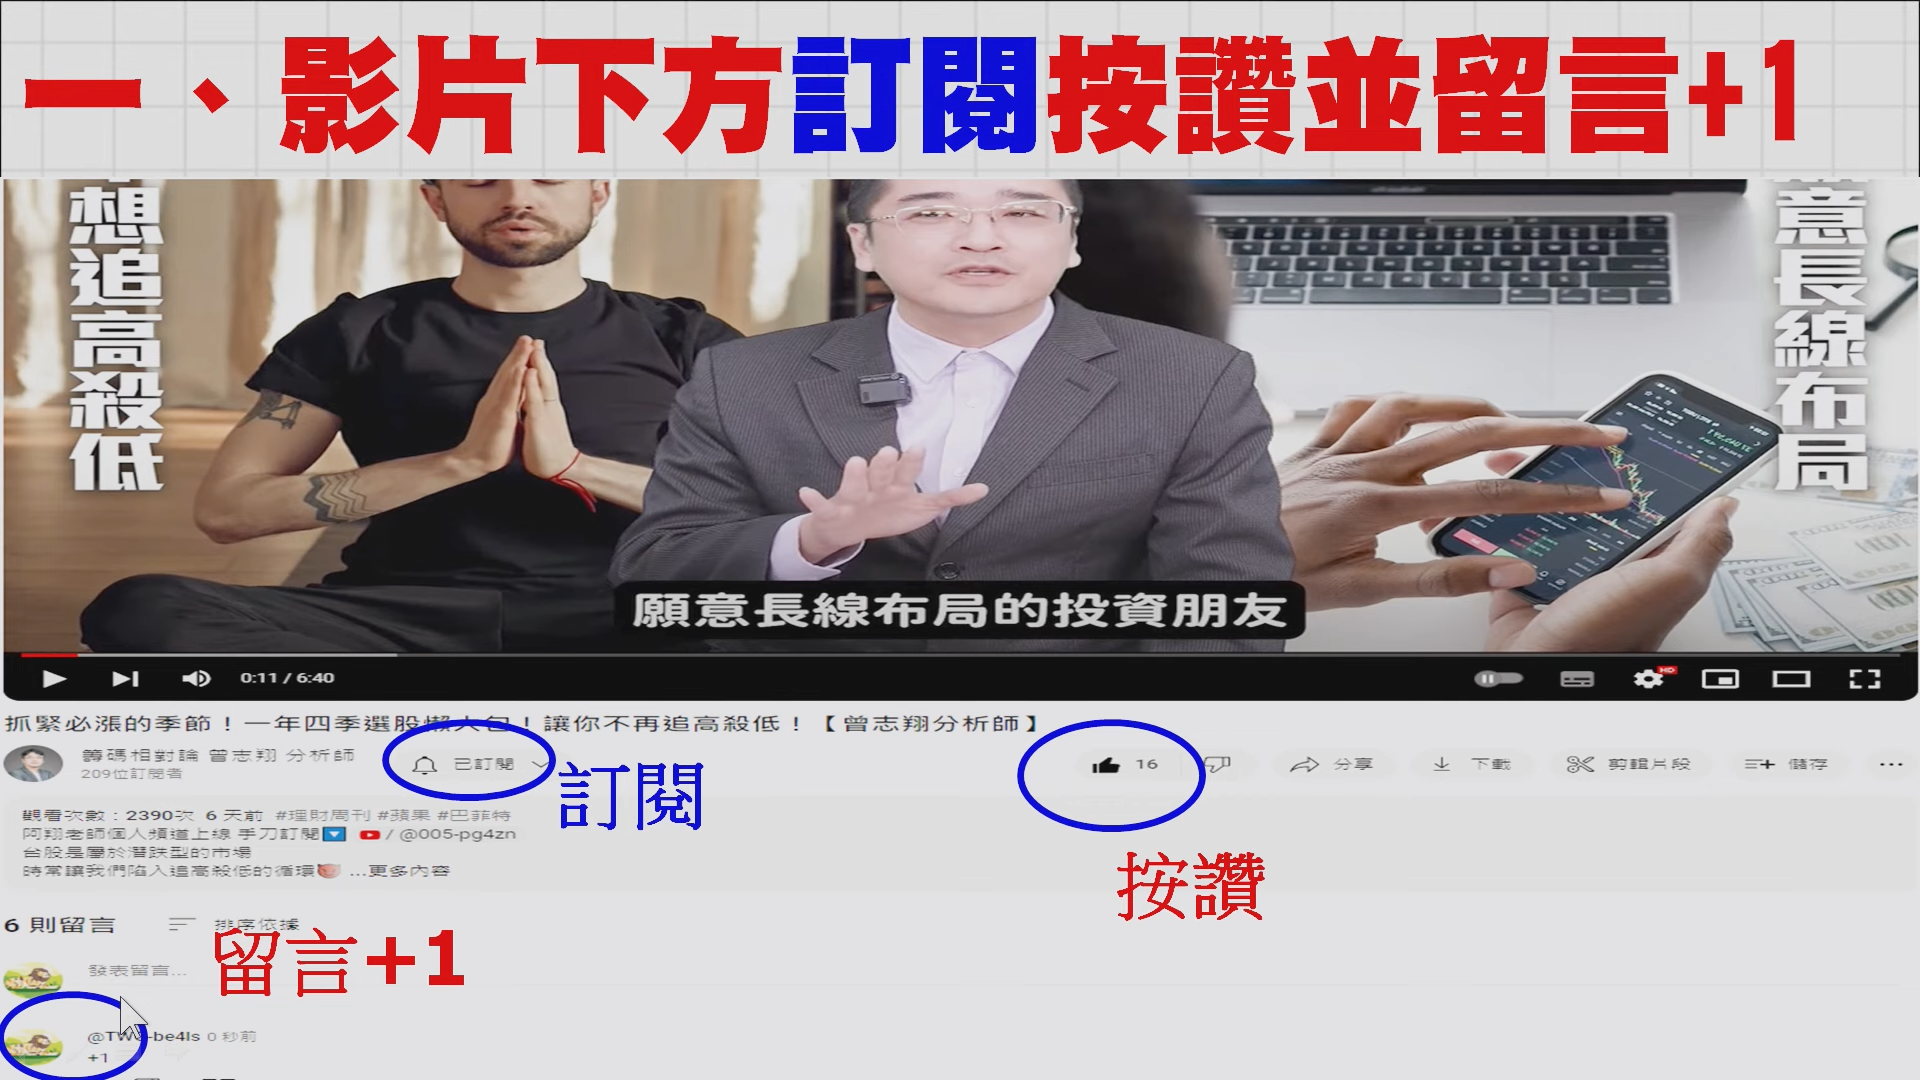 一、影片下方訂閱按讚並留言+1
想追高殺低
意長線布局
願意長線布局的投資朋友
0:11 / 6:40
HD
抓緊必漲的季節！一年四季選股懶人包！讓你不再追高殺低！【曾志翔分析師】
籌碼相對論 曾志翔 分析師
209位訂閱者
已訂閱
訂閱
16
分享
下載
剪輯片段
儲存
按讚
觀看次數：2390次 6 天前 #理財周刊 #蘋果 #巴菲特
阿翔老師個人頻道上線 手刀訂閱 / @005-pg4zn
台股是屬於潛跌型的市場
時常讓我們陷入追高殺低的循環 ...更多內容
6 則留言
排序依據
留言+1
發表留言...
-be4ls 0 秒前
+1